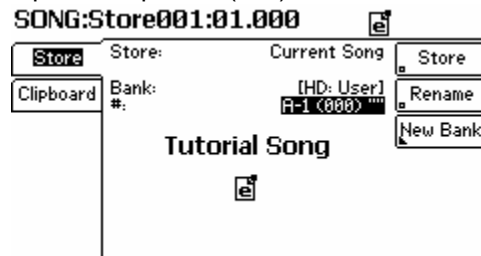 SONG:Store001:01.000
Store
Store:
Current Song
Store
Clipboard
Bank:
[HD: User]
Rename
#:
A-1 (000) ""
New Bank
Tutorial Song
e